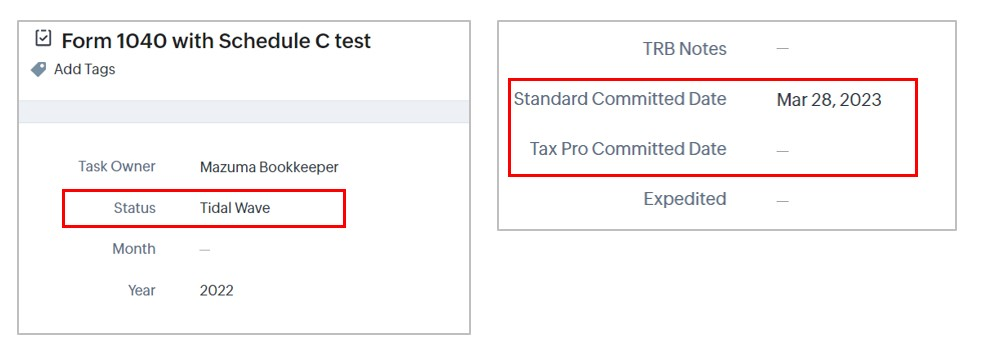 Form 1040 with Schedule C test
Add Tags
Task Owner Mazuma Bookkeeper
Status Tidal Wave
Month —
Year 2022
TRB Notes —
Standard Committed Date Mar 28, 2023
Tax Pro Committed Date —
Expedited —